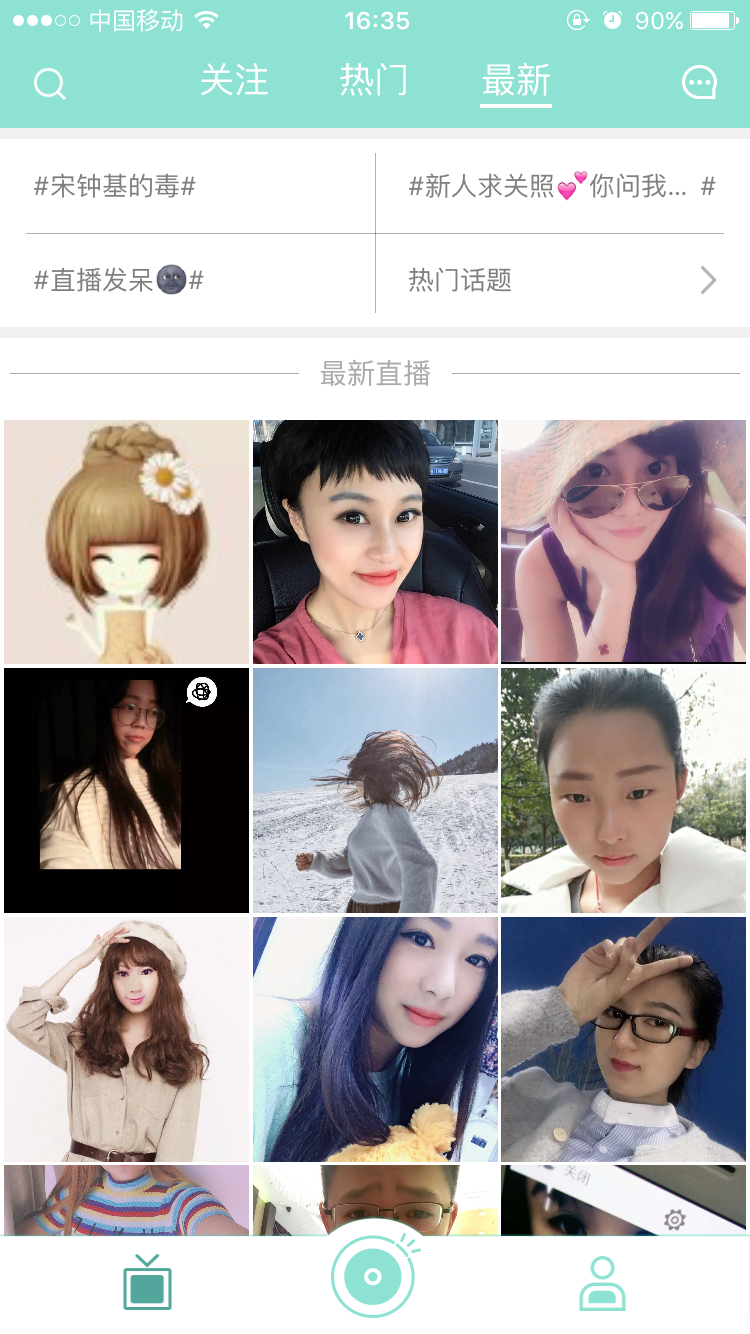 中国移动 16:35 90%
关注 热门 最新
#宋钟基的毒# #新人求关照💕你问我... #
#直播发呆🌚# 热门话题
最新直播
关闭